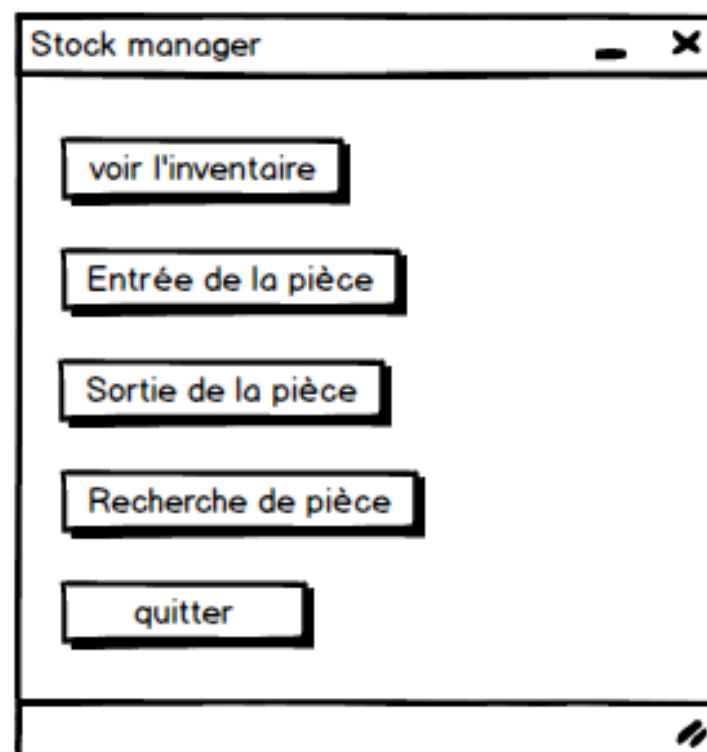 Stock manager
voir l'inventaire
Entrée de la pièce
Sortie de la pièce
Recherche de pièce
quitter